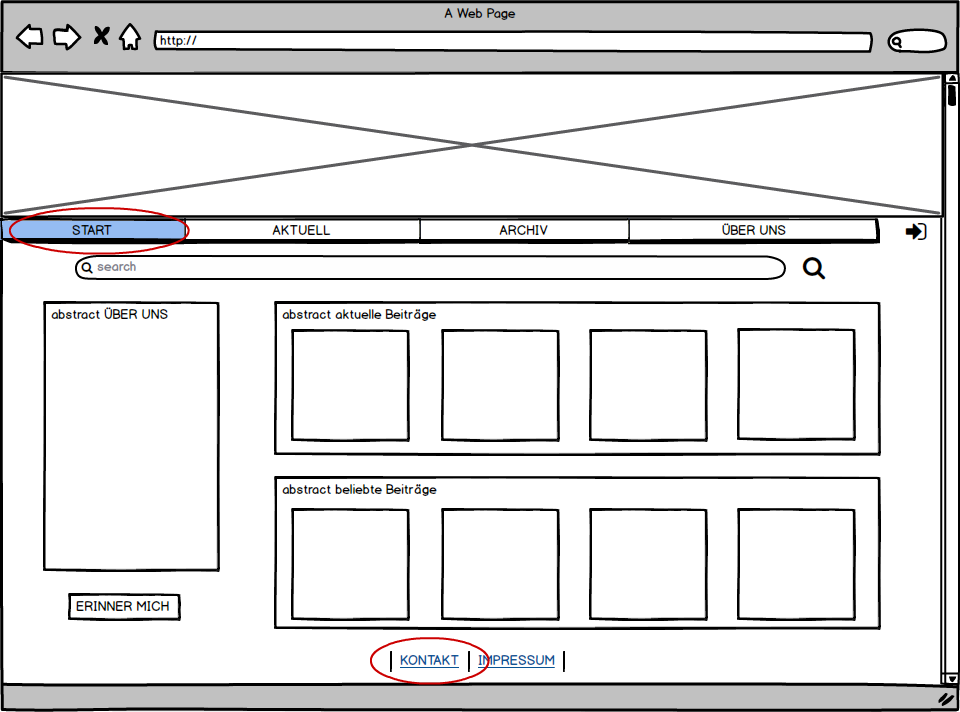 A Web Page
http://
START AKTUELL ARCHIV ÜBER UNS
search
abstract ÜBER UNS
abstract aktuelle Beiträge
abstract beliebte Beiträge
ERINNER MICH
KONTAKT IMPRESSUM